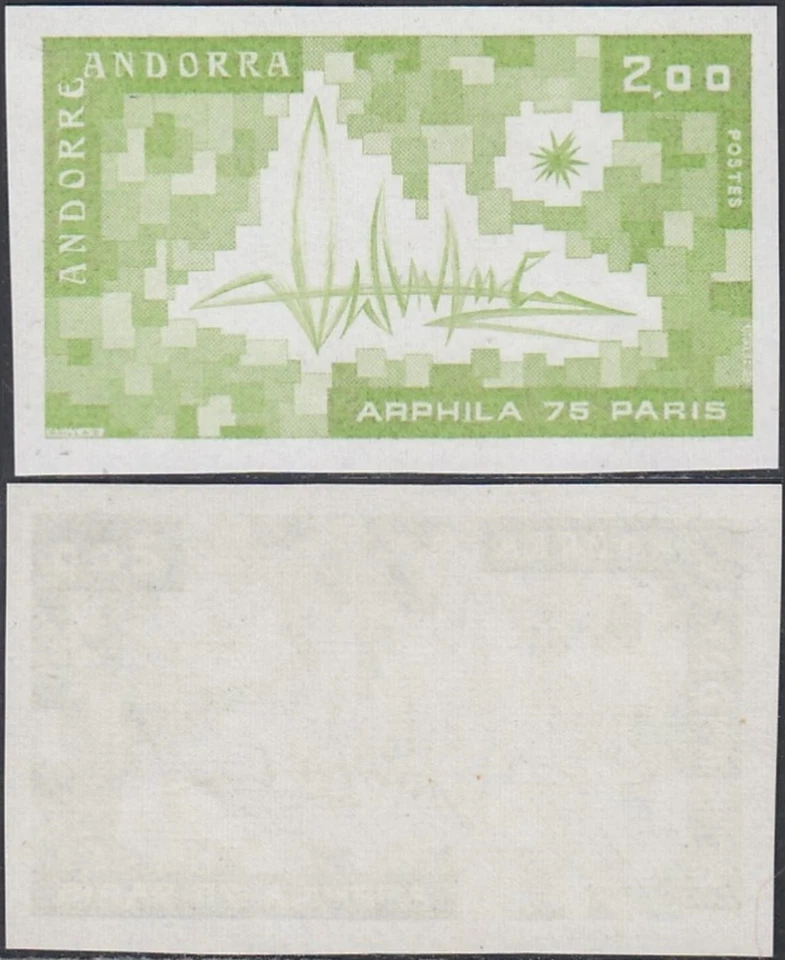 ANDORRA
ANDORRE
2,00
POSTES
ARPHILA 75 PARIS